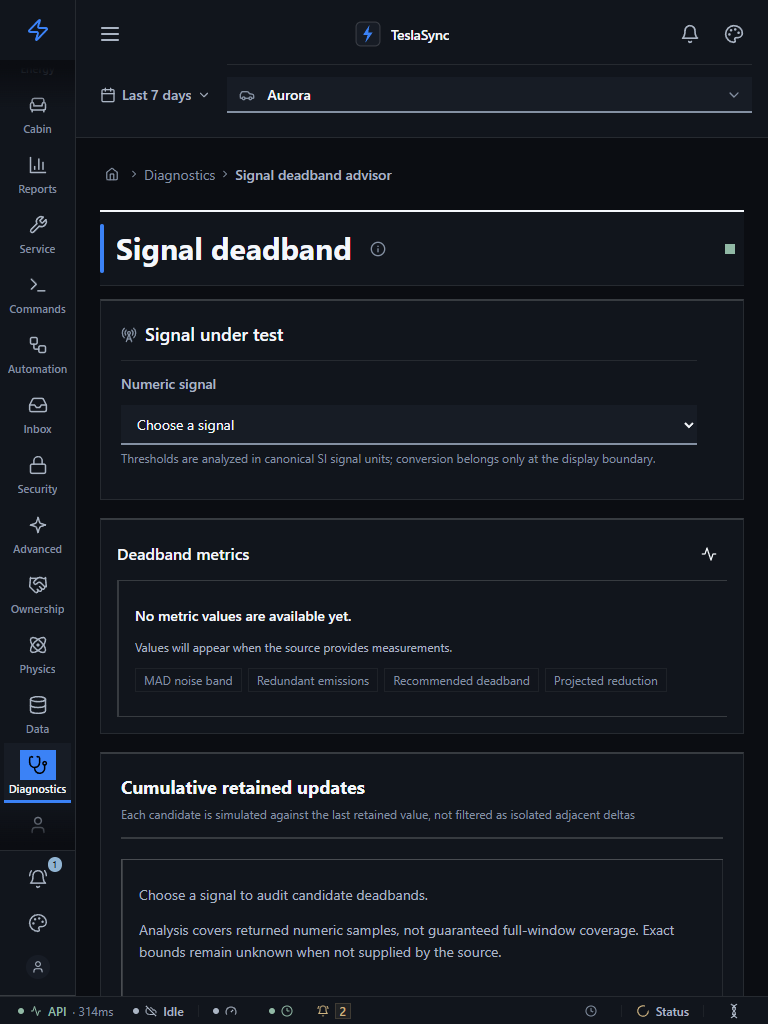 TeslaSync
Last 7 days
Aurora
Energy
Cabin
Reports
Service
Commands
Automation
Inbox
Security
Advanced
Ownership
Physics
Data
Diagnostics
1
Diagnostics
Signal deadband advisor
Signal deadband
Signal under test
Numeric signal
Choose a signal
Thresholds are analyzed in canonical SI signal units; conversion belongs only at the display boundary.
Deadband metrics
No metric values are available yet.
Values will appear when the source provides measurements.
MAD noise band Redundant emissions Recommended deadband Projected reduction
Cumulative retained updates
Each candidate is simulated against the last retained value, not filtered as isolated adjacent deltas
Choose a signal to audit candidate deadbands.
Analysis covers returned numeric samples, not guaranteed full-window coverage. Exact
bounds remain unknown when not supplied by the source.
API · 314ms Idle 2 Status